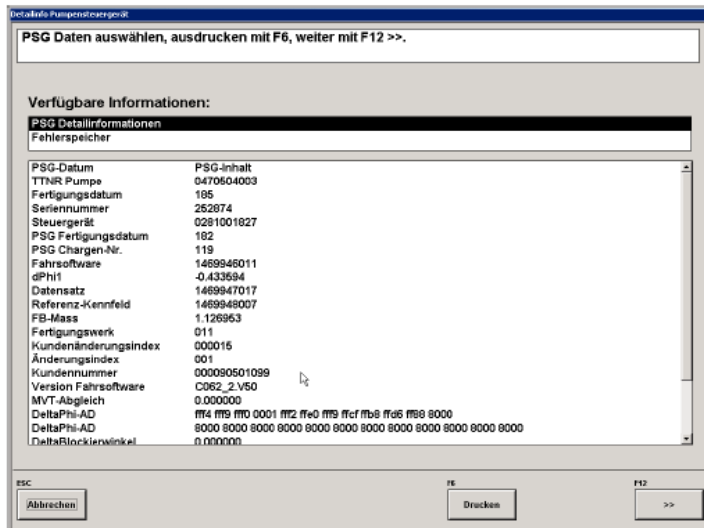 Detailinfo Pumpensteuergerät
PSG Daten auswählen, ausdrucken mit F6, weiter mit F12 >>.
Verfügbare Informationen:
PSG Detailinformationen
Fehlerspeicher
PSG-Datum PSG-Inhalt
TTNR Pumpe 0470504003
Fertigungsdatum 185
Seriennummer 252874
Steuergerät 0281001827
PSG Fertigungsdatum 182
PSG Chargen-Nr. 119
Fahrsoftware 1469946011
dPhi1 -0.433594
Datensatz 1469947017
Referenz-Kennfeld 1469948007
FB-Mass 1.126953
Fertigungswerk 011
Kundenänderungsindex 000015
Änderungsindex 001
Kundennummer 000090501099
Version Fahrsoftware C062_2.V50
MVT-Abgleich 0.000000
DeltaPhi-AD fff4 fff9 fff0 0001 fff2 ffe0 fff9 ffcf ffb8 ffd6 ff88 8000
DeltaPhi-AD 8000 8000 8000 8000 8000 8000 8000 8000 8000 8000 8000 8000
DeltaBlockierwinkel 0.000000
ESC F6 F12
Abbrechen Drucken >>